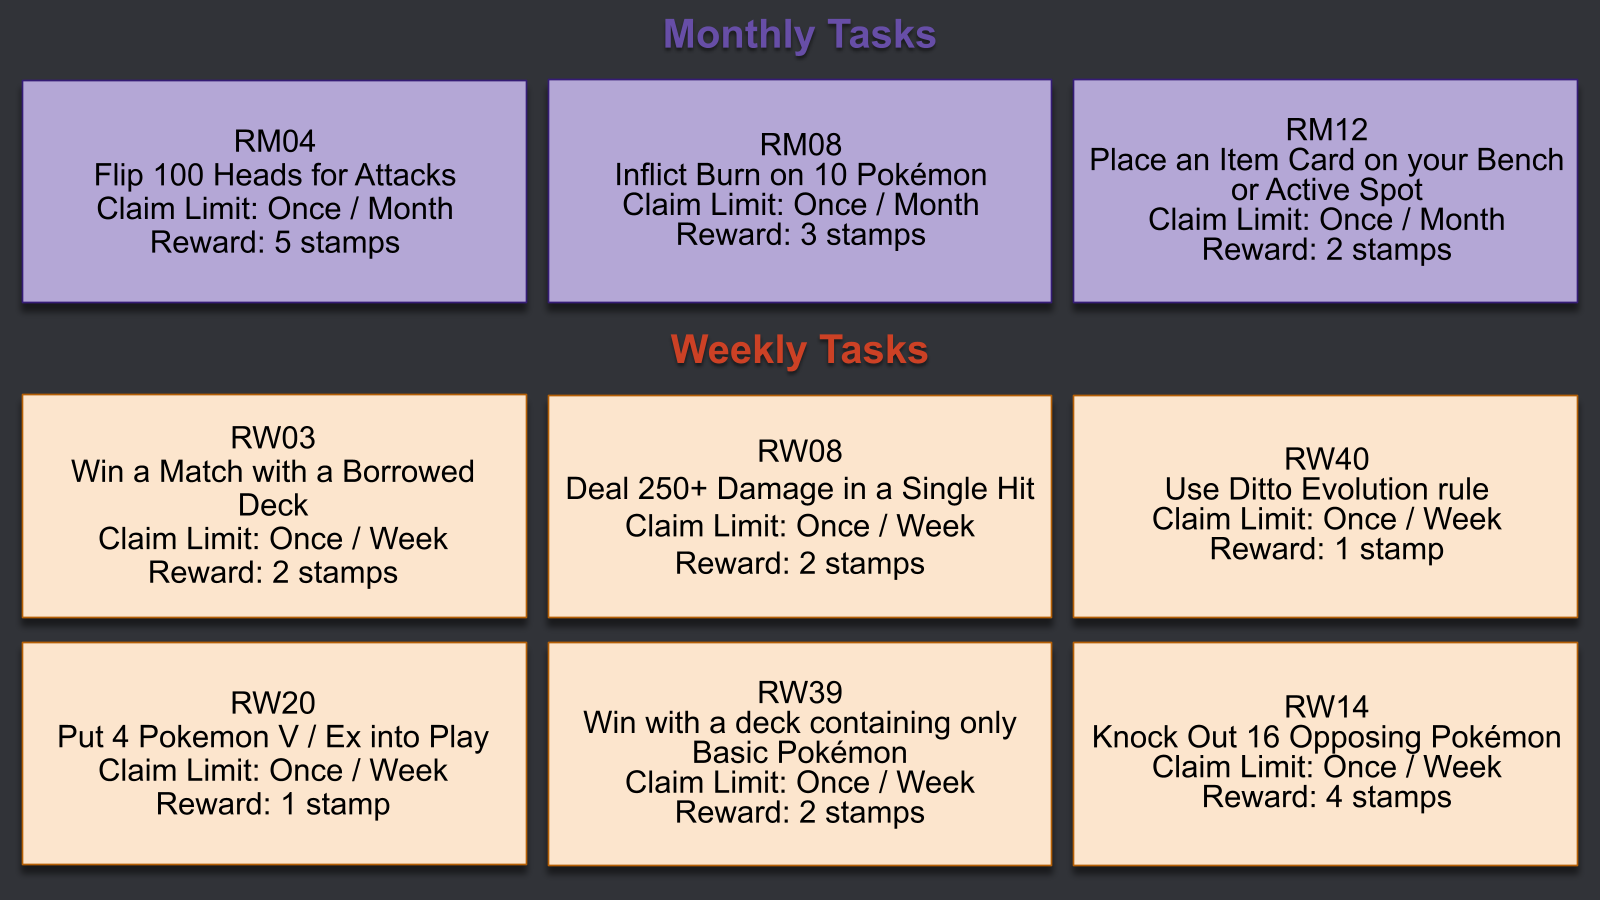 Monthly Tasks
RM04
Flip 100 Heads for Attacks
Claim Limit: Once / Month
Reward: 5 stamps
RM08
Inflict Burn on 10 Pokémon
Claim Limit: Once / Month
Reward: 3 stamps
RM12
Place an Item Card on your Bench
or Active Spot
Claim Limit: Once / Month
Reward: 2 stamps
Weekly Tasks
RW03
Win a Match with a Borrowed
Deck
Claim Limit: Once / Week
Reward: 2 stamps
RW08
Deal 250+ Damage in a Single Hit
Claim Limit: Once / Week
Reward: 2 stamps
RW40
Use Ditto Evolution rule
Claim Limit: Once / Week
Reward: 1 stamp
RW20
Put 4 Pokemon V / Ex into Play
Claim Limit: Once / Week
Reward: 1 stamp
RW39
Win with a deck containing only
Basic Pokémon
Claim Limit: Once / Week
Reward: 2 stamps
RW14
Knock Out 16 Opposing Pokémon
Claim Limit: Once / Week
Reward: 4 stamps